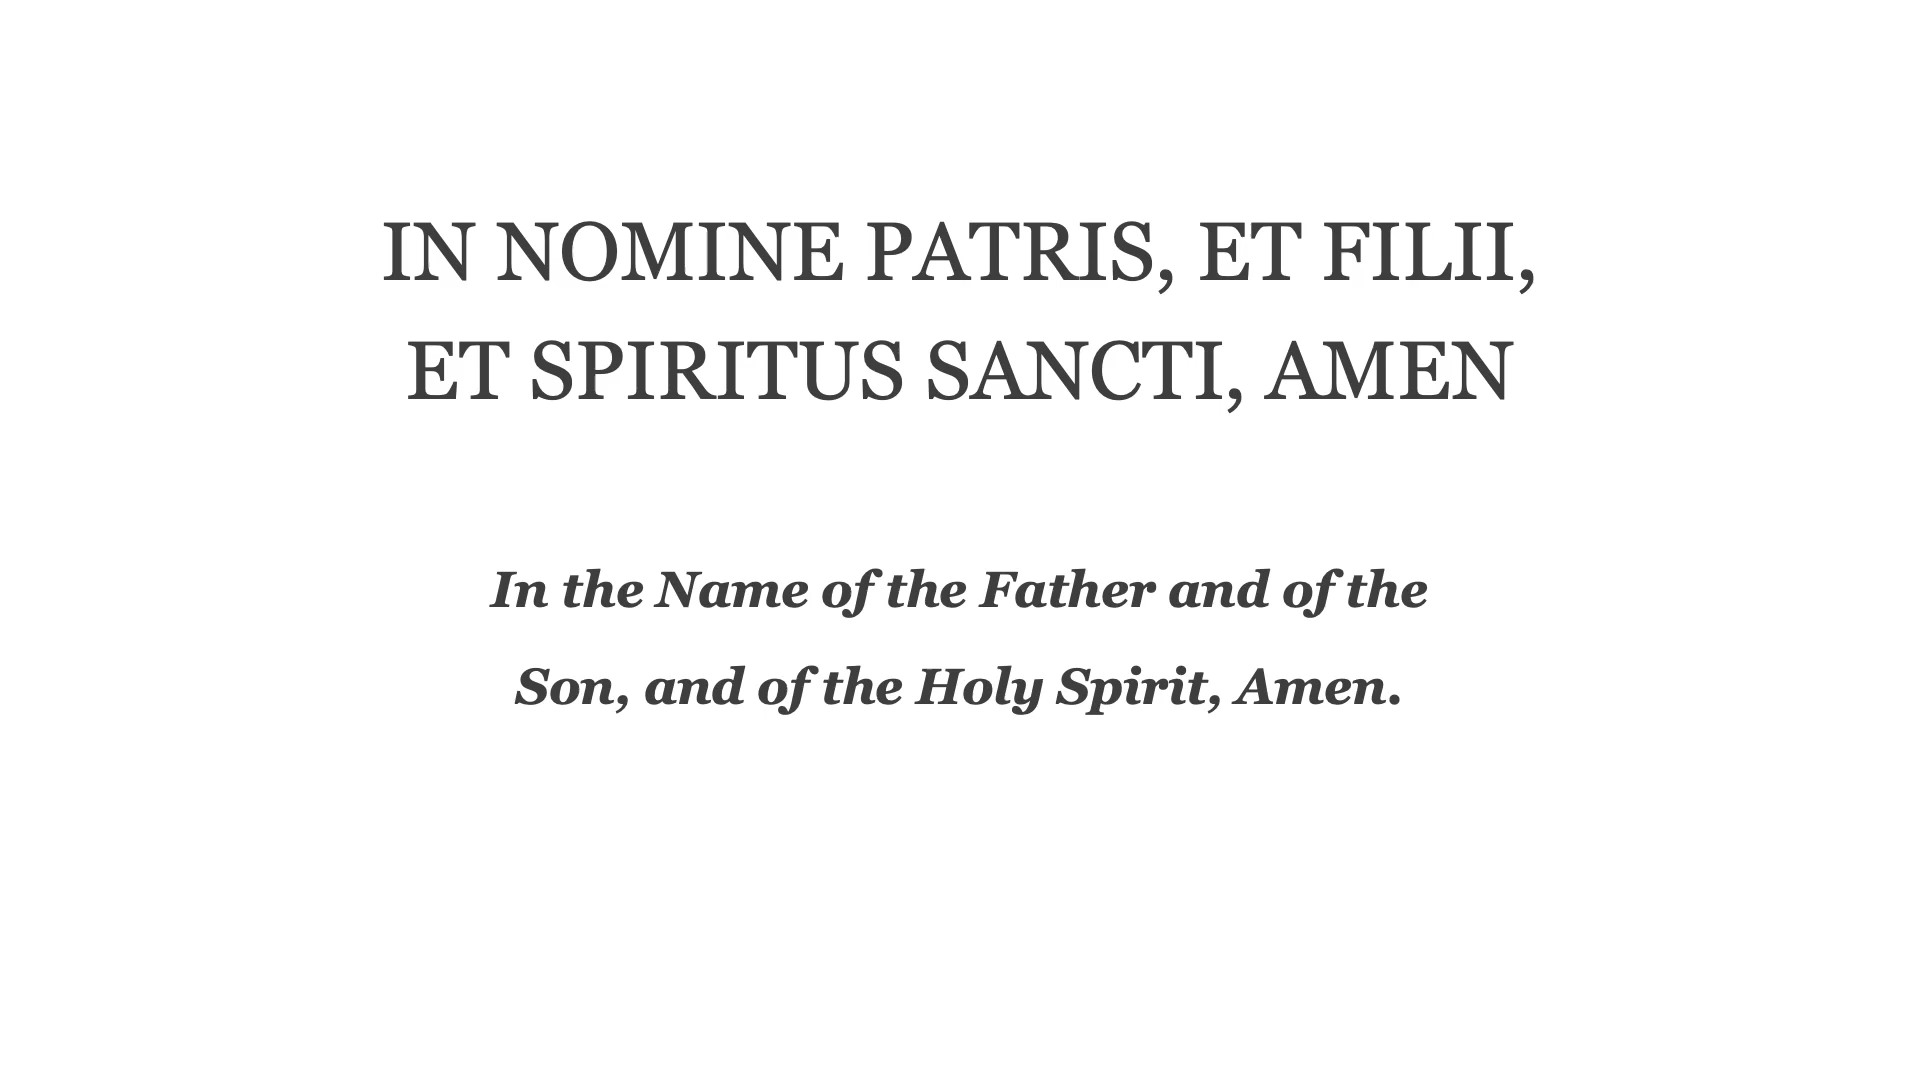 IN NOMINE PATRIS, ET FILII,
ET SPIRITUS SANCTI, AMEN
In the Name of the Father and of the
Son, and of the Holy Spirit, Amen.